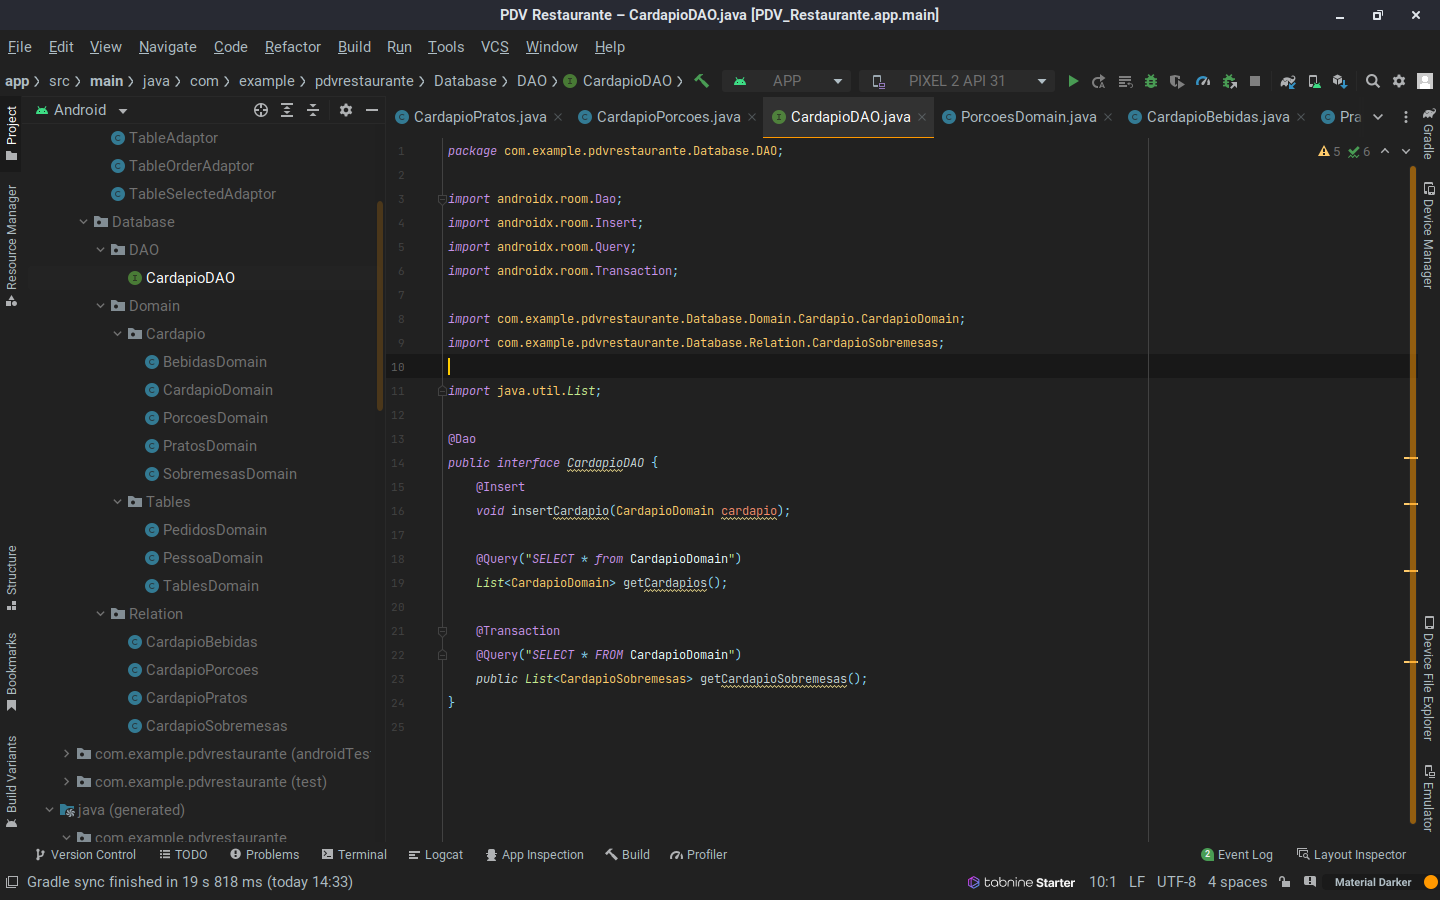 PDV Restaurante – CardapioDAO.java [PDV_Restaurante.app.main]
File Edit View Navigate Code Refactor Build Run Tools VCS Window Help
app src main java com example pdvrestaurante Database DAO I CardapioDAO APP PIXEL 2 API 31
Project
Resource Manager
Structure
Bookmarks
Build Variants
Android
C TableAdaptor
C TableOrderAdaptor
C TableSelectedAdaptor
Database
DAO
I CardapioDAO
Domain
Cardapio
C BebidasDomain
C CardapioDomain
C PorcoesDomain
C PratosDomain
C SobremesasDomain
Tables
C PedidosDomain
C PessoaDomain
C TablesDomain
Relation
C CardapioBebidas
C CardapioPorcoes
C CardapioPratos
C CardapioSobremesas
com.example.pdvrestaurante (androidTes
com.example.pdvrestaurante (test)
java (generated)
com.example.pdvrestaurante
C CardapioPratos.java C CardapioPorcoes.java I CardapioDAO.java C PorcoesDomain.java C CardapioBebidas.java C Pra
5 6
1 package com.example.pdvrestaurante.Database.DAO;
2
3 import androidx.room.Dao;
4 import androidx.room.Insert;
5 import androidx.room.Query;
6 import androidx.room.Transaction;
7
8 import com.example.pdvrestaurante.Database.Domain.Cardapio.CardapioDomain;
9 import com.example.pdvrestaurante.Database.Relation.CardapioSobremesas;
10
11 import java.util.List;
12
13 @Dao
14 public interface CardapioDAO {
15 @Insert
16 void insertCardapio(CardapioDomain cardapio);
17
18 @Query("SELECT * from CardapioDomain")
19 List<CardapioDomain> getCardapios();
20
21 @Transaction
22 @Query("SELECT * FROM CardapioDomain")
23 public List<CardapioSobremesas> getCardapioSobremesas();
24 }
25
Gradle
Device Manager
Device File Explorer
Emulator
Version Control TODO Problems Terminal Logcat App Inspection Build Profiler 2 Event Log Layout Inspector
Gradle sync finished in 19 s 818 ms (today 14:33) tabnine Starter 10:1 LF UTF-8 4 spaces Material Darker